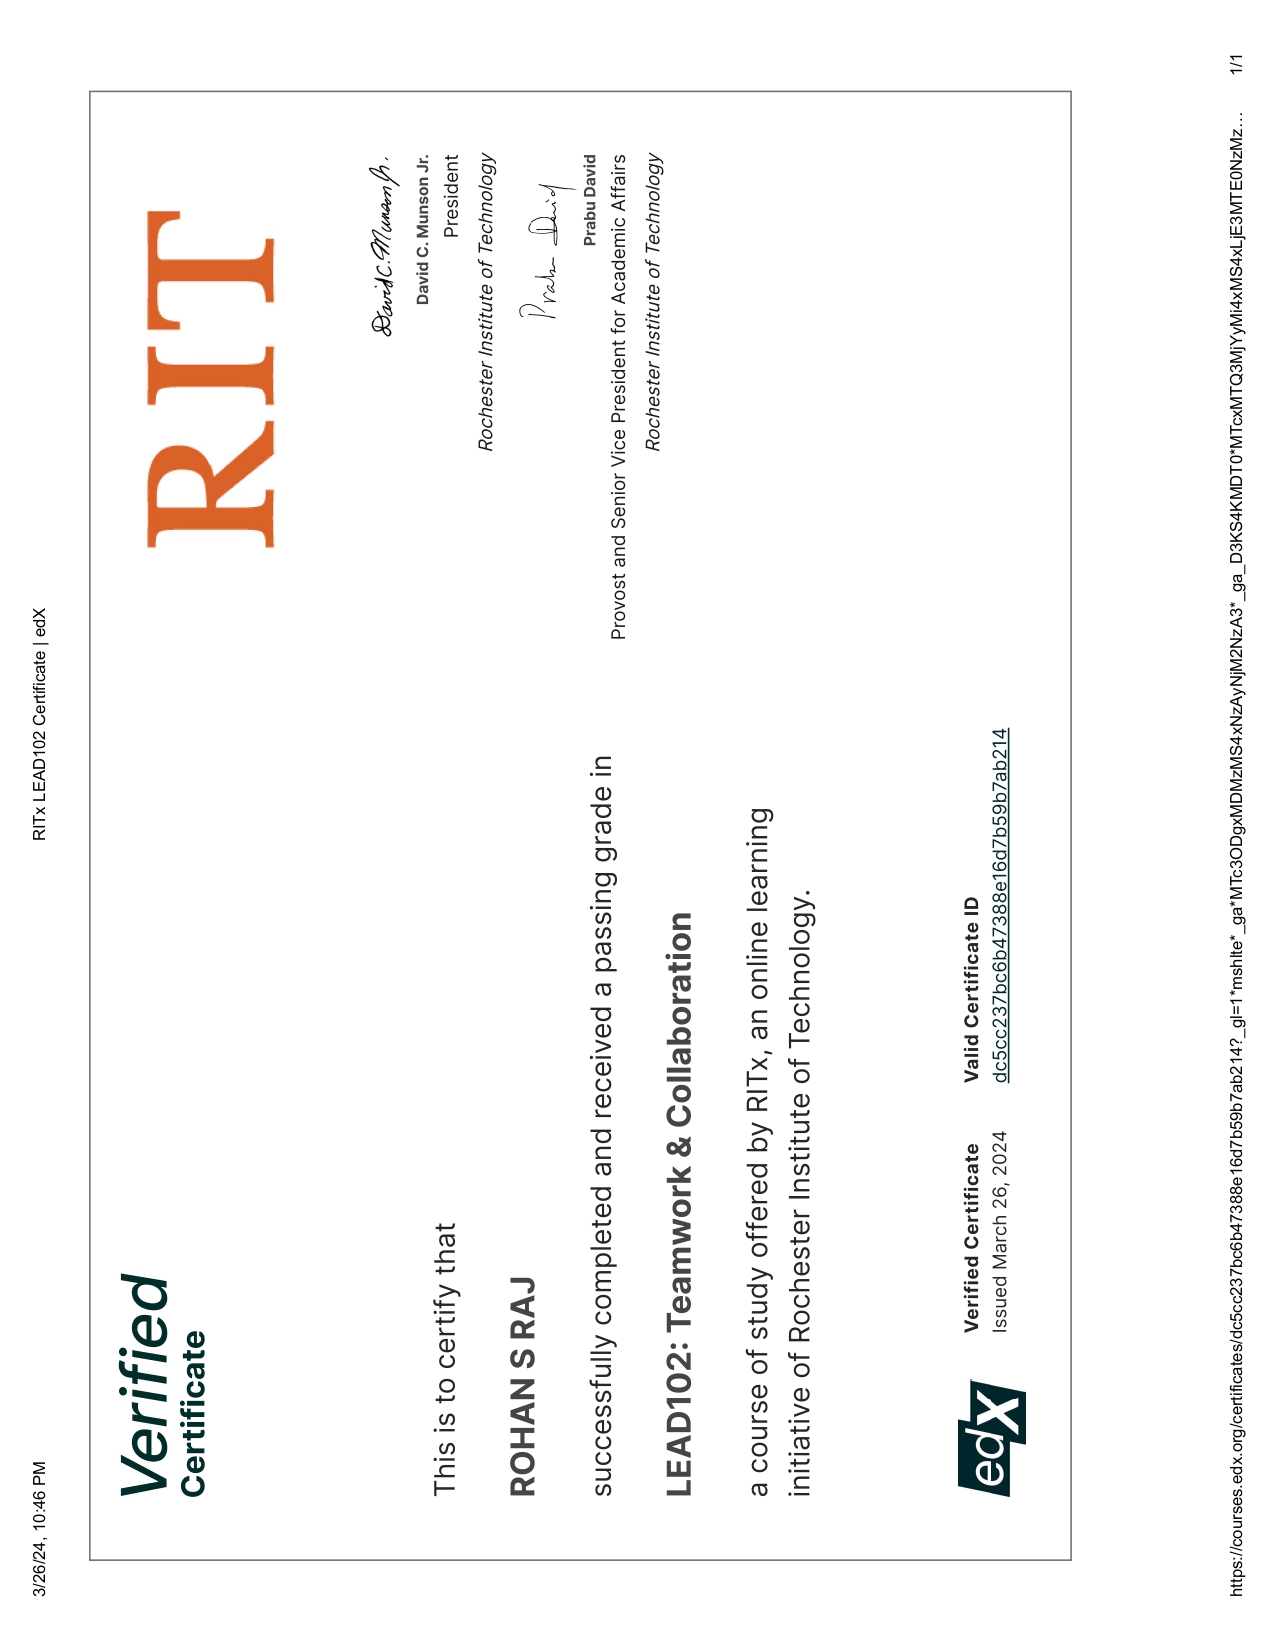 3/26/24, 10:46 PM
RITx LEAD102 Certificate | edX
Verified
Certificate
RIT
This is to certify that
ROHAN S RAJ
successfully completed and received a passing grade in
LEAD102: Teamwork & Collaboration
a course of study offered by RITx, an online learning
initiative of Rochester Institute of Technology.
David C. Munson Jr.
David C. Munson Jr.
President
Rochester Institute of Technology
Prabu David
Prabu David
Provost and Senior Vice President for Academic Affairs
Rochester Institute of Technology
edX
Verified Certificate
Issued March 26, 2024
Valid Certificate ID
dc5cc237bc6b47388e16d7b59b7ab214
https://courses.edx.org/certificates/dc5cc237bc6b47388e16d7b59b7ab214?_gl=1*mshlte*_ga*MTc3ODgxMDMzMS4xNzAyNjM2NzA3*_ga_D3KS4KMDT0*MTcxMTQ3MjYyMi4xMS4xLjE3MTE0NzMz…
1/1